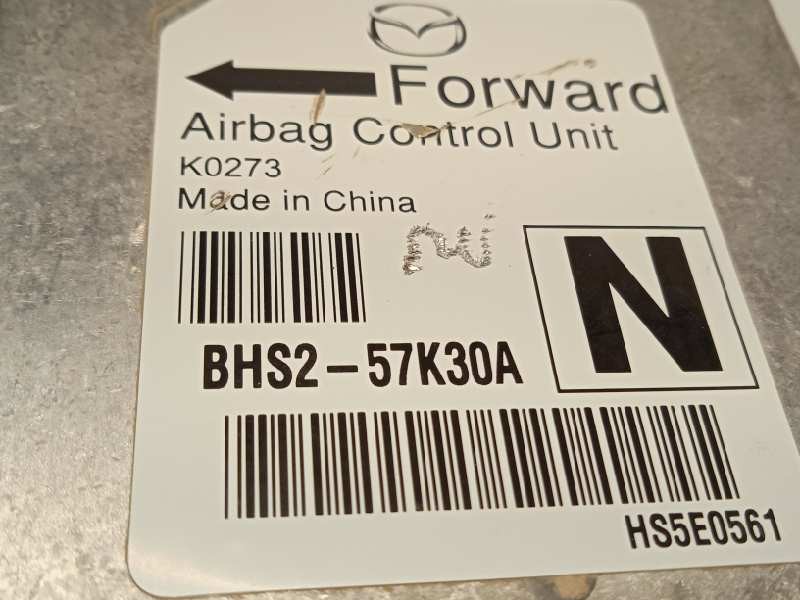 Forward
Airbag Control Unit
K0273
Made in China
N
BHS2-57K30A
HS5E0561